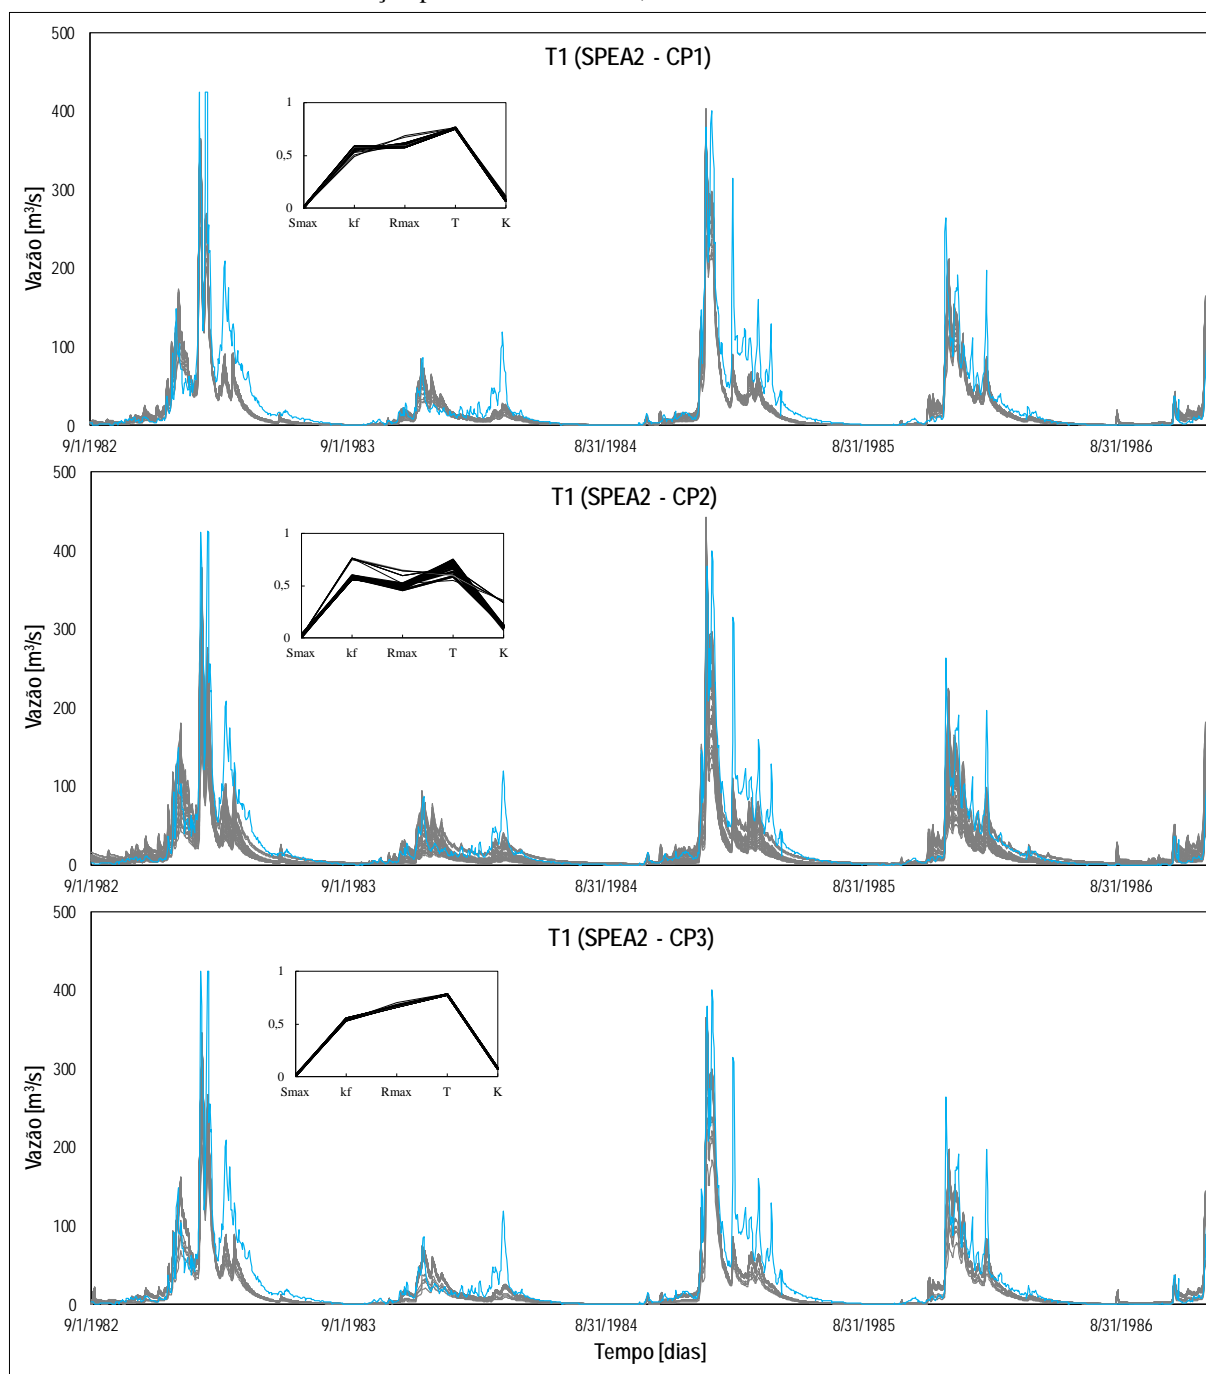 T1 (SPEA2 - CP1)
Vazão [m³/s]
500
400
300
200
100
0
1
0,5
0
Smax kf Rmax T K
9/1/1982 9/1/1983 8/31/1984 8/31/1985 8/31/1986
T1 (SPEA2 - CP2)
Vazão [m³/s]
500
400
300
200
100
0
1
0,5
0
Smax kf Rmax T K
9/1/1982 9/1/1983 8/31/1984 8/31/1985 8/31/1986
T1 (SPEA2 - CP3)
Vazão [m³/s]
500
400
300
200
100
0
1
0,5
0
Smax kf Rmax T K
9/1/1982 9/1/1983 8/31/1984 8/31/1985 8/31/1986
Tempo [dias]